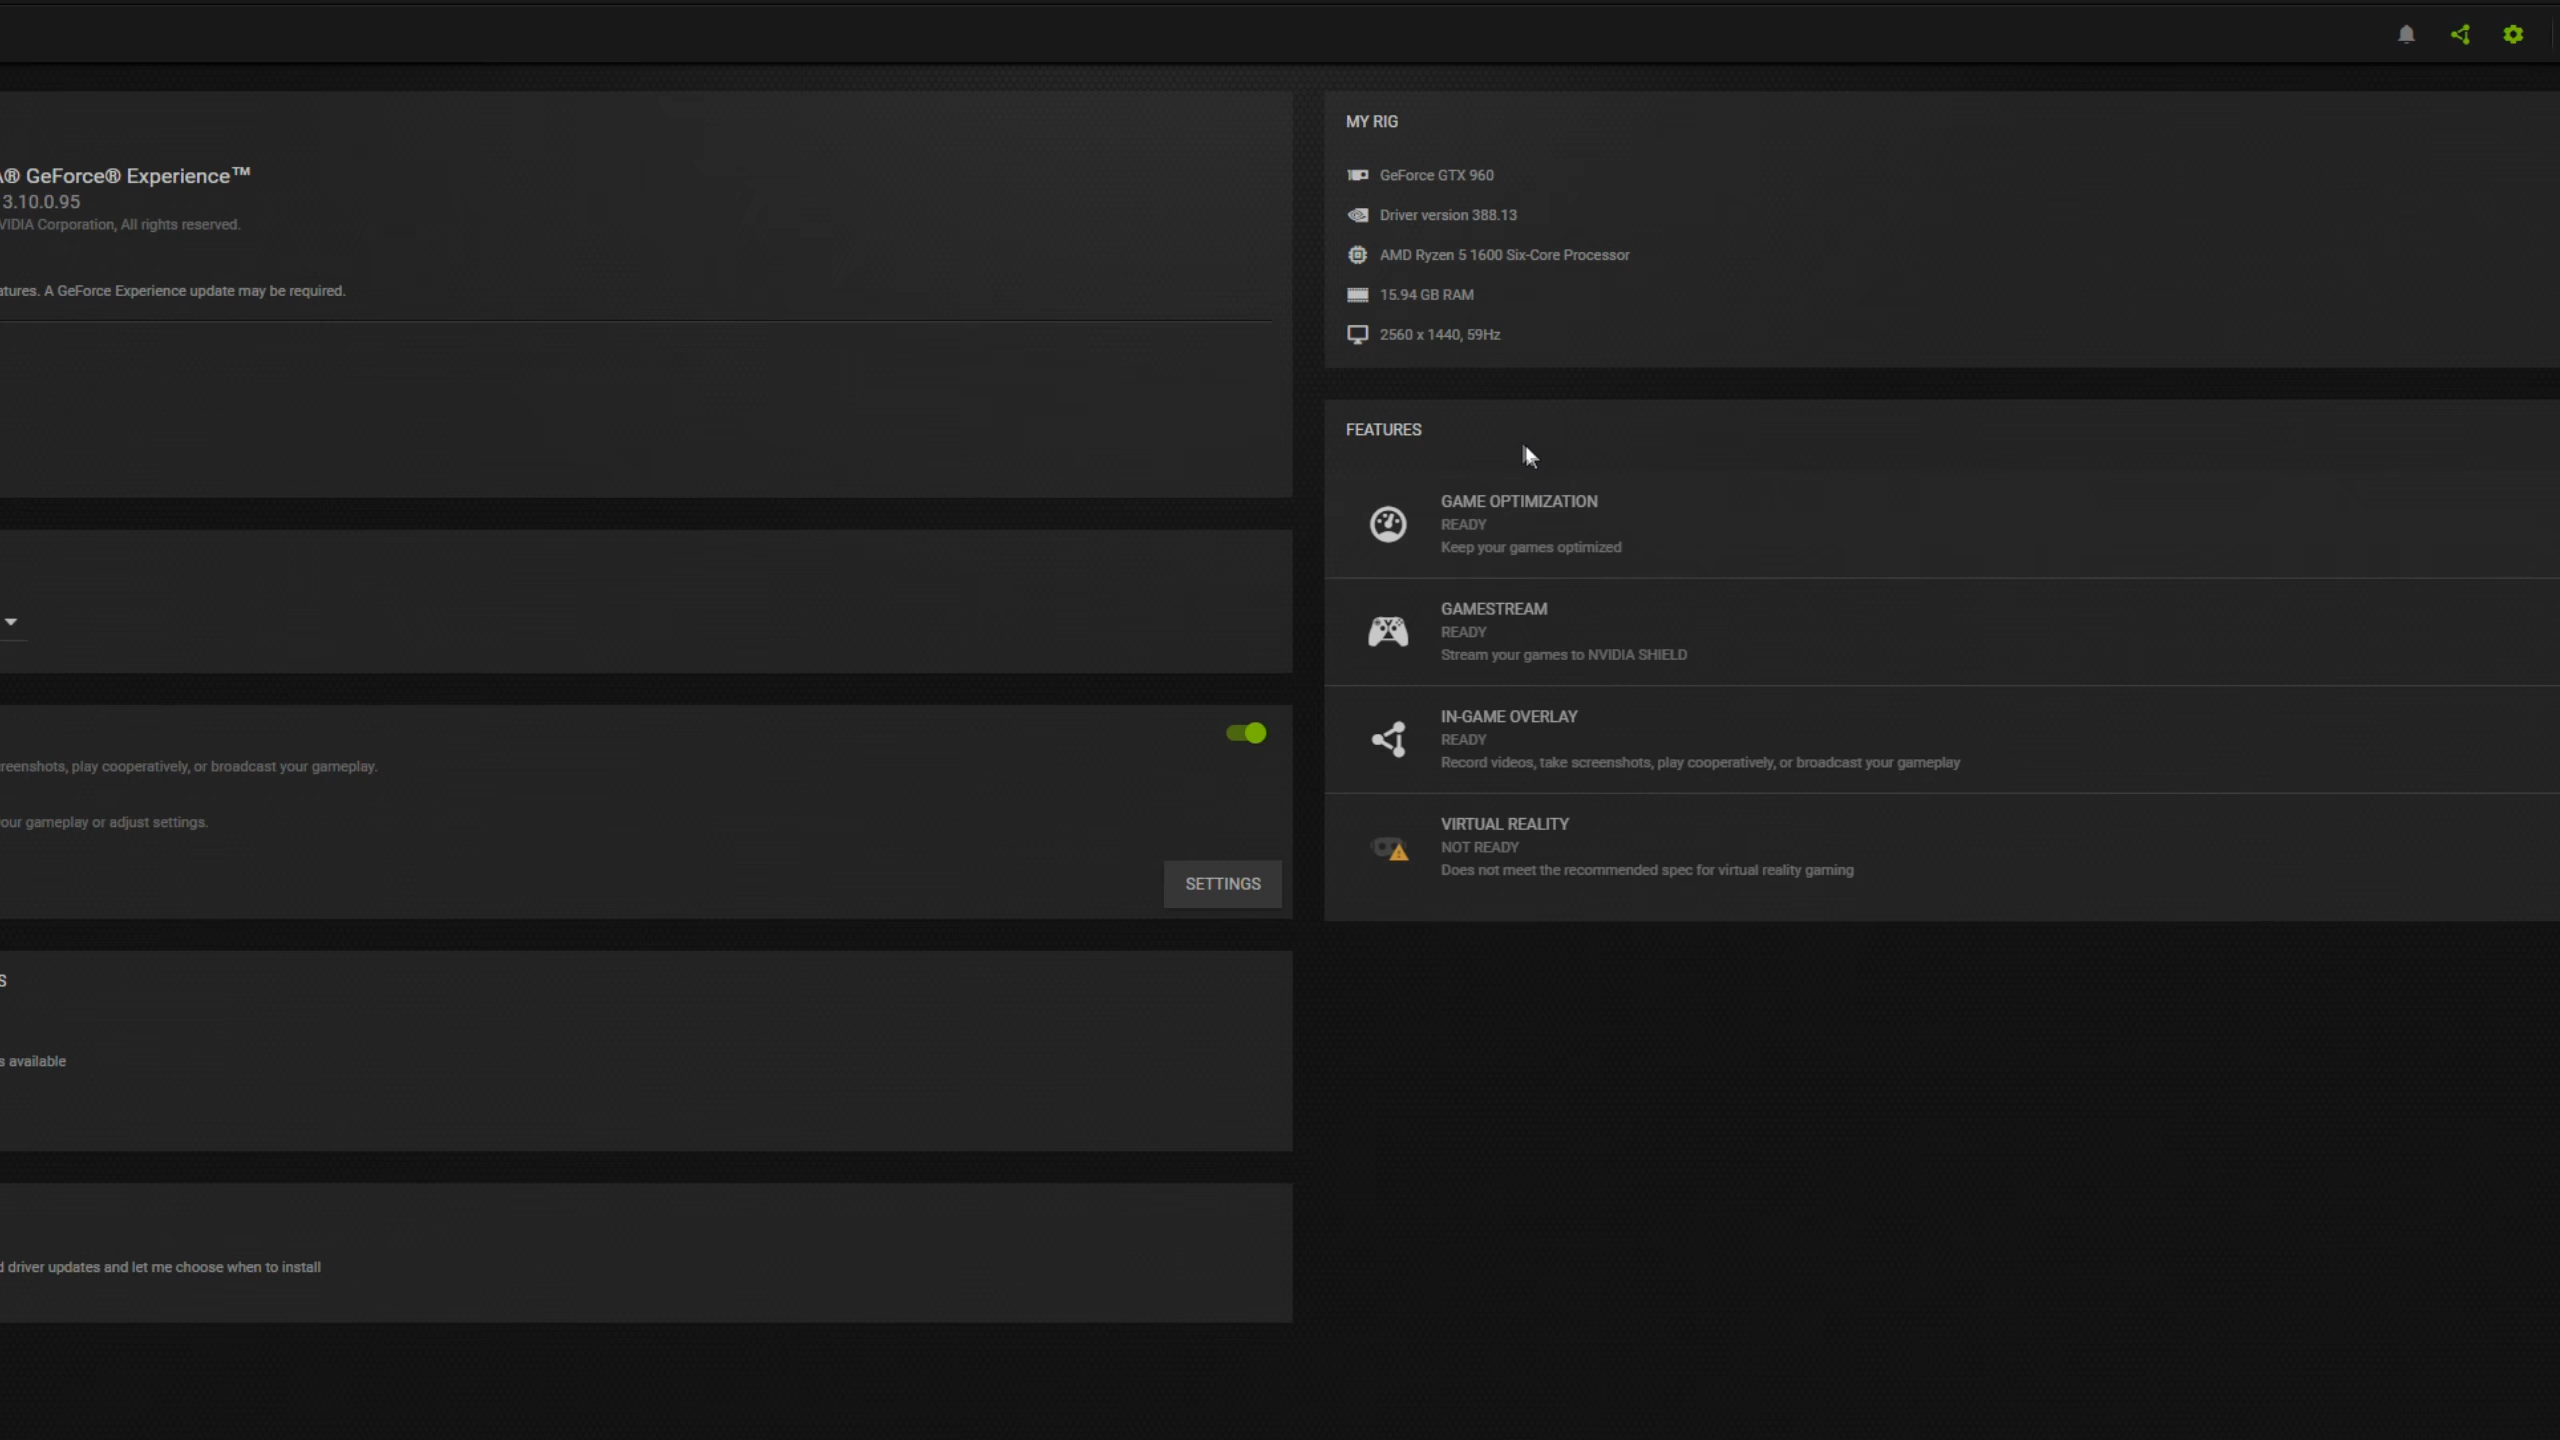 A® GeForce® Experience™
3.10.0.95
VIDIA Corporation, All rights reserved.
atures. A GeForce Experience update may be required.
reenshots, play cooperatively, or broadcast your gameplay.
our gameplay or adjust settings.
SETTINGS
S
s available
d driver updates and let me choose when to install
MY RIG
GeForce GTX 960
Driver version 388.13
AMD Ryzen 5 1600 Six-Core Processor
15.94 GB RAM
2560 x 1440, 59Hz
FEATURES
GAME OPTIMIZATION
READY
Keep your games optimized
GAMESTREAM
READY
Stream your games to NVIDIA SHIELD
IN-GAME OVERLAY
READY
Record videos, take screenshots, play cooperatively, or broadcast your gameplay
VIRTUAL REALITY
NOT READY
Does not meet the recommended spec for virtual reality gaming